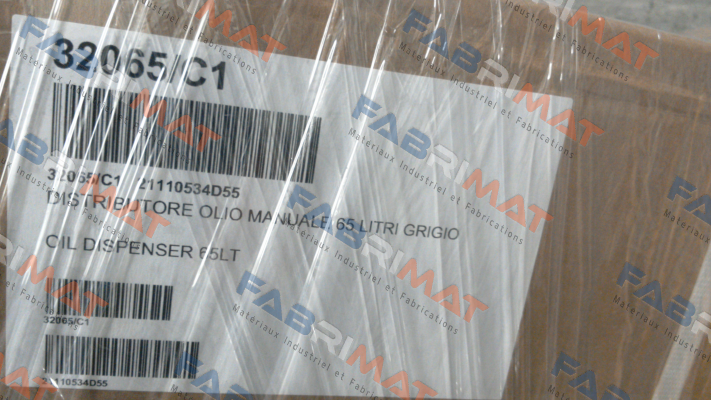 32065/C1
32065/C1 21110534D55
DISTRIBUTORE OLIO MANUALE 65 LITRI GRIGIO
OIL DISPENSER 65LT
32065/C1
21110534D55
FABRIMAT
Materiaux Industriel et Fabrications